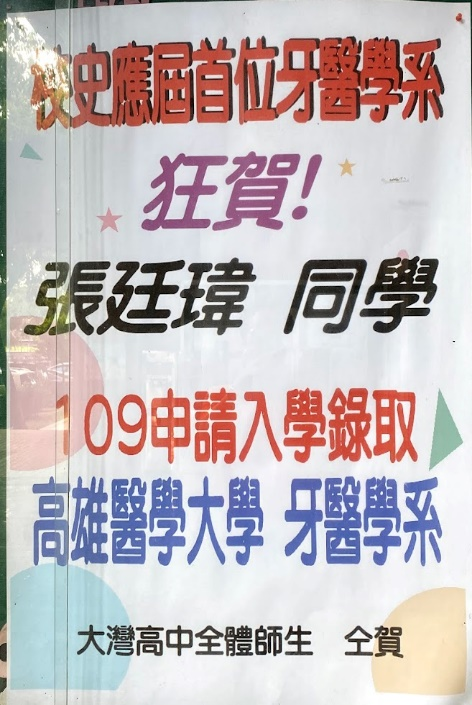 校史應屆首位牙醫學系
狂賀!
張廷瑋 同學
109申請入學錄取
高雄醫學大學 牙醫學系
大灣高中全體師生 仝賀